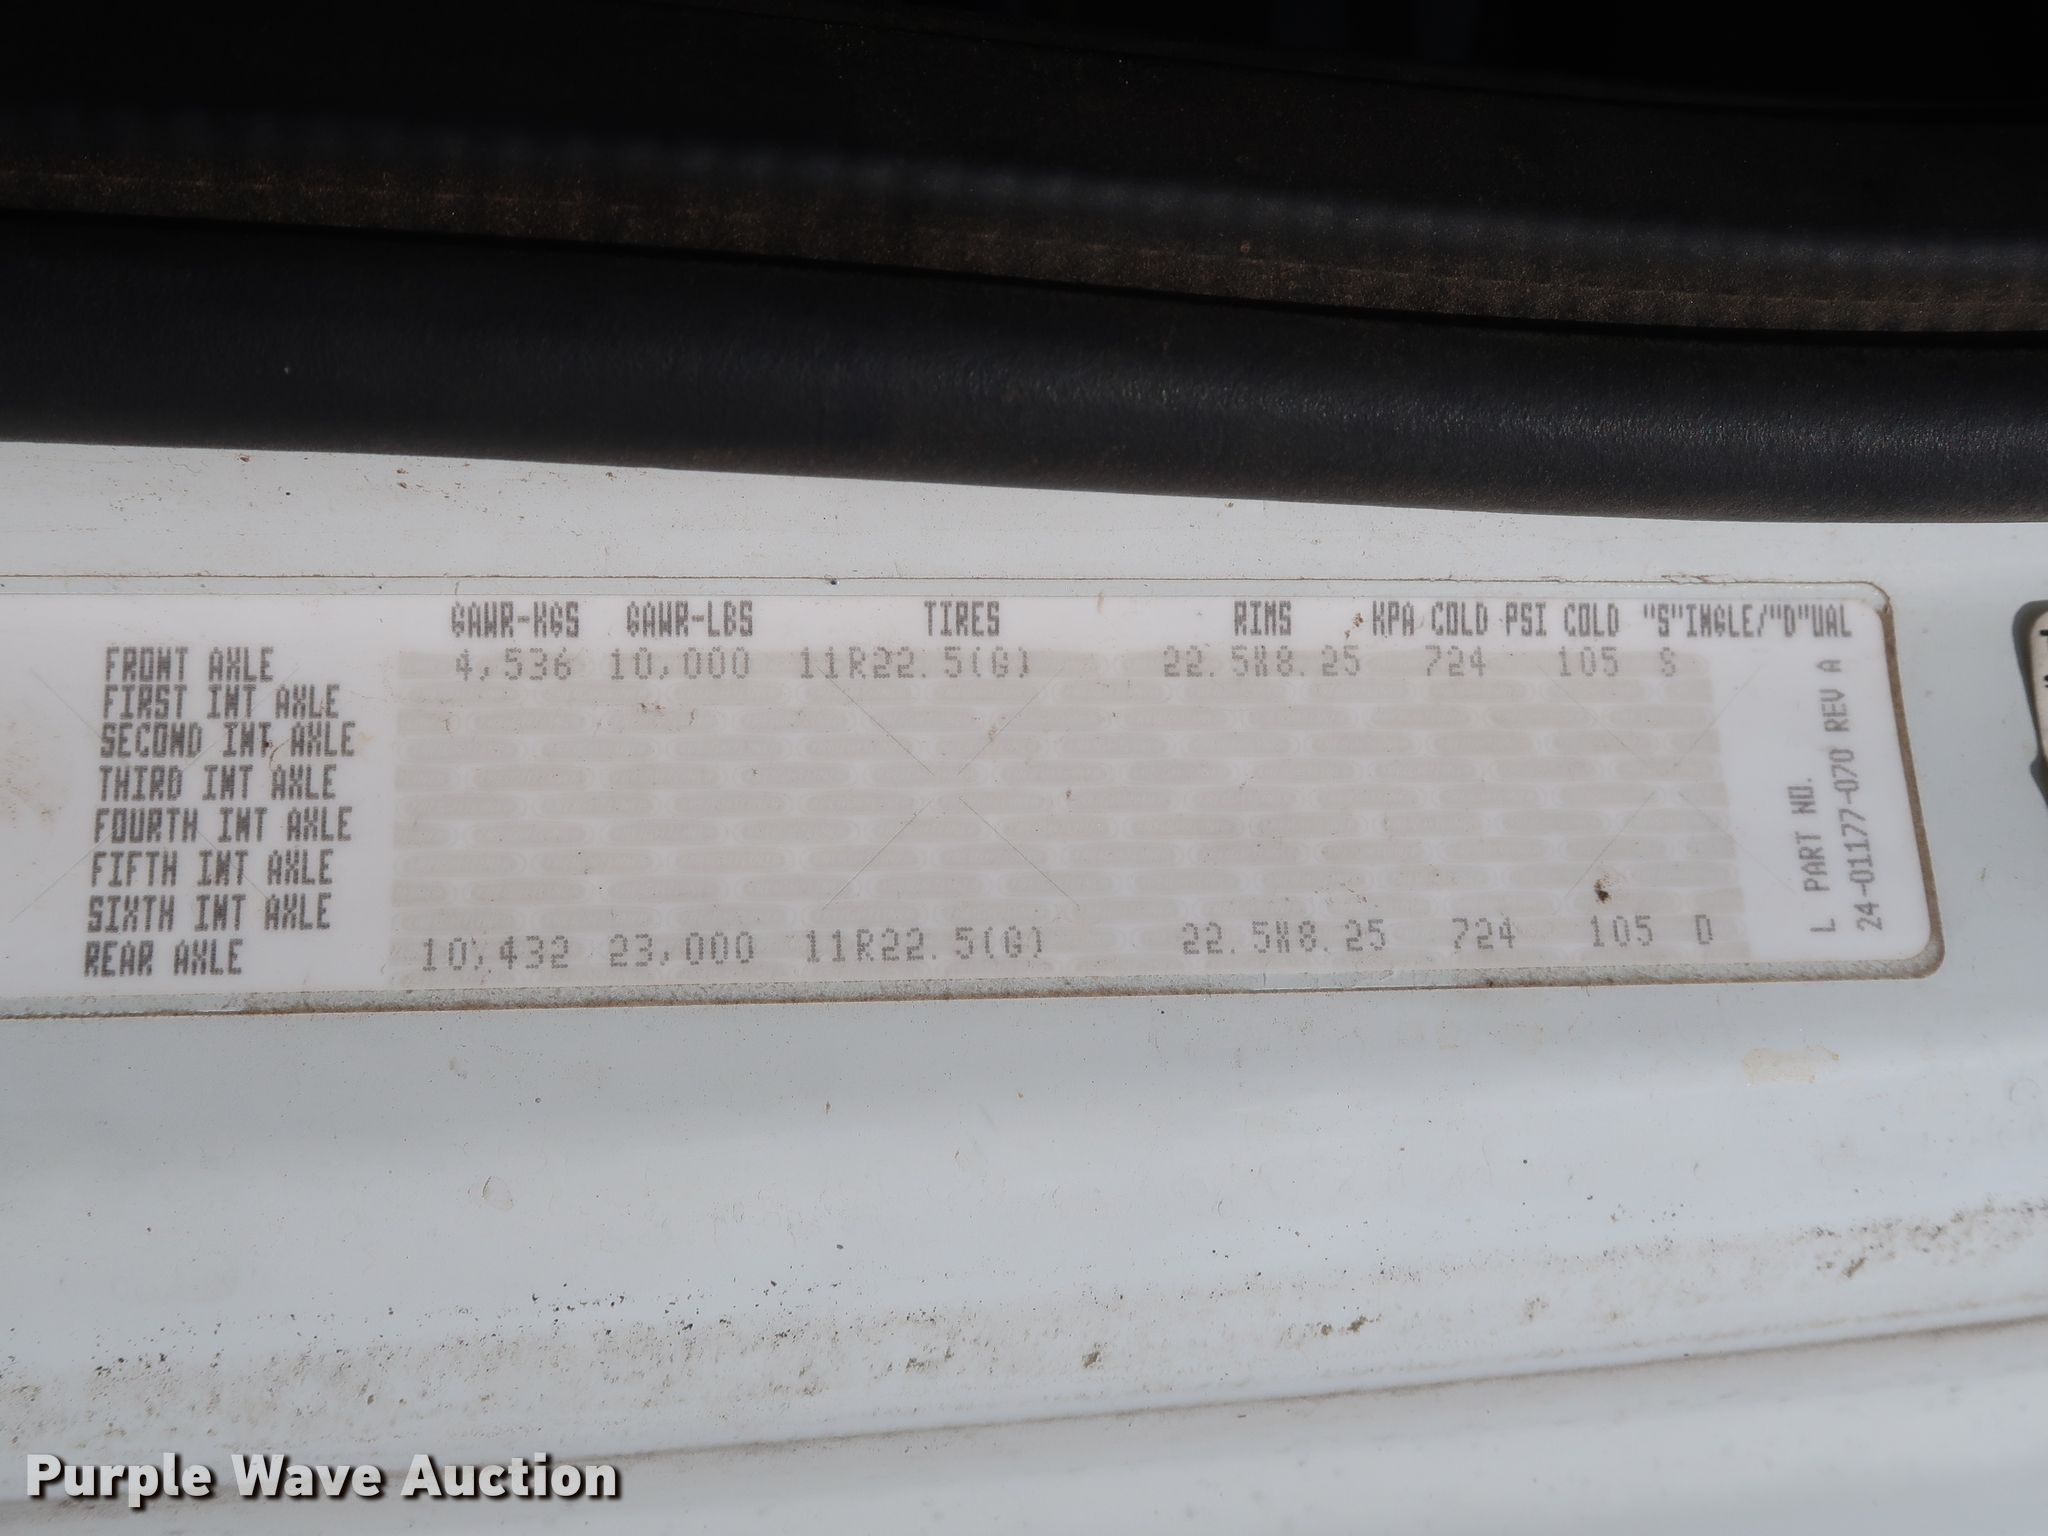 GAWR-KGS GAWR-LBS TIRES RIMS KPA COLD PSI COLD "S"INGLE/"D"UAL
FRONT AXLE 4,536 10,000 11R22.5(G) 22.5X8.25 724 105 S
FIRST INT AXLE
SECOND INT AXLE
THIRD INT AXLE
FOURTH INT AXLE
FIFTH INT AXLE
SIXTH INT AXLE
REAR AXLE 10,432 23,000 11R22.5(G) 22.5X8.25 724 105 D
L PART NO.
24-01177-070 REV A
Purple Wave Auction